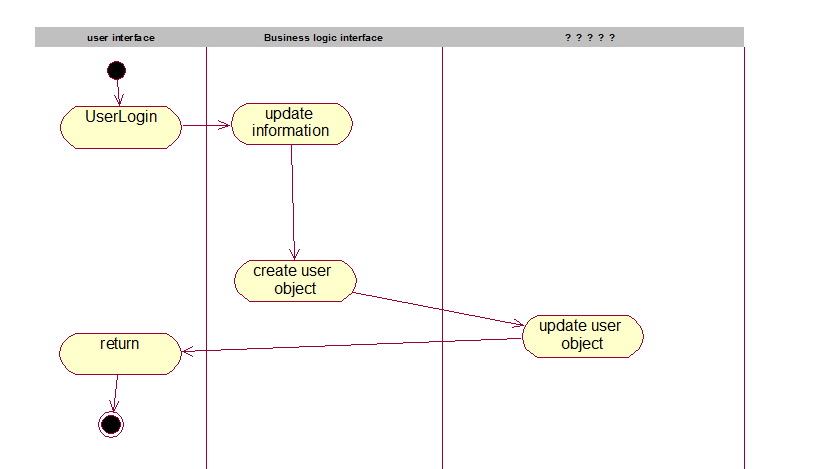 user interface
Business logic interface
? ? ? ? ?
UserLogin
update
information
create user
object
update user
object
return